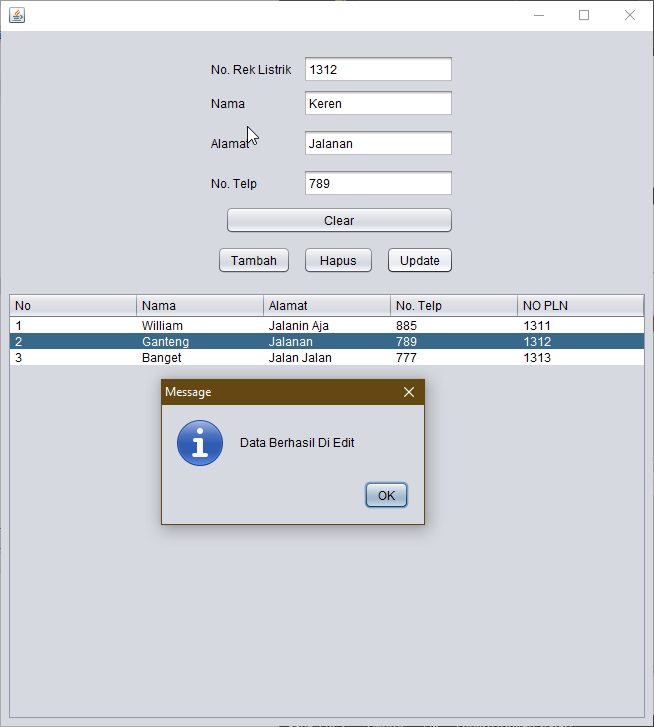 No. Rek Listrik 1312
Nama Keren
Alamat Jalanan
No. Telp 789
Clear
Tambah Hapus Update
No Nama Alamat No. Telp NO PLN
1 William Jalanin Aja 885 1311
2 Ganteng Jalanan 789 1312
3 Banget Jalan Jalan 777 1313
Message
Data Berhasil Di Edit
OK